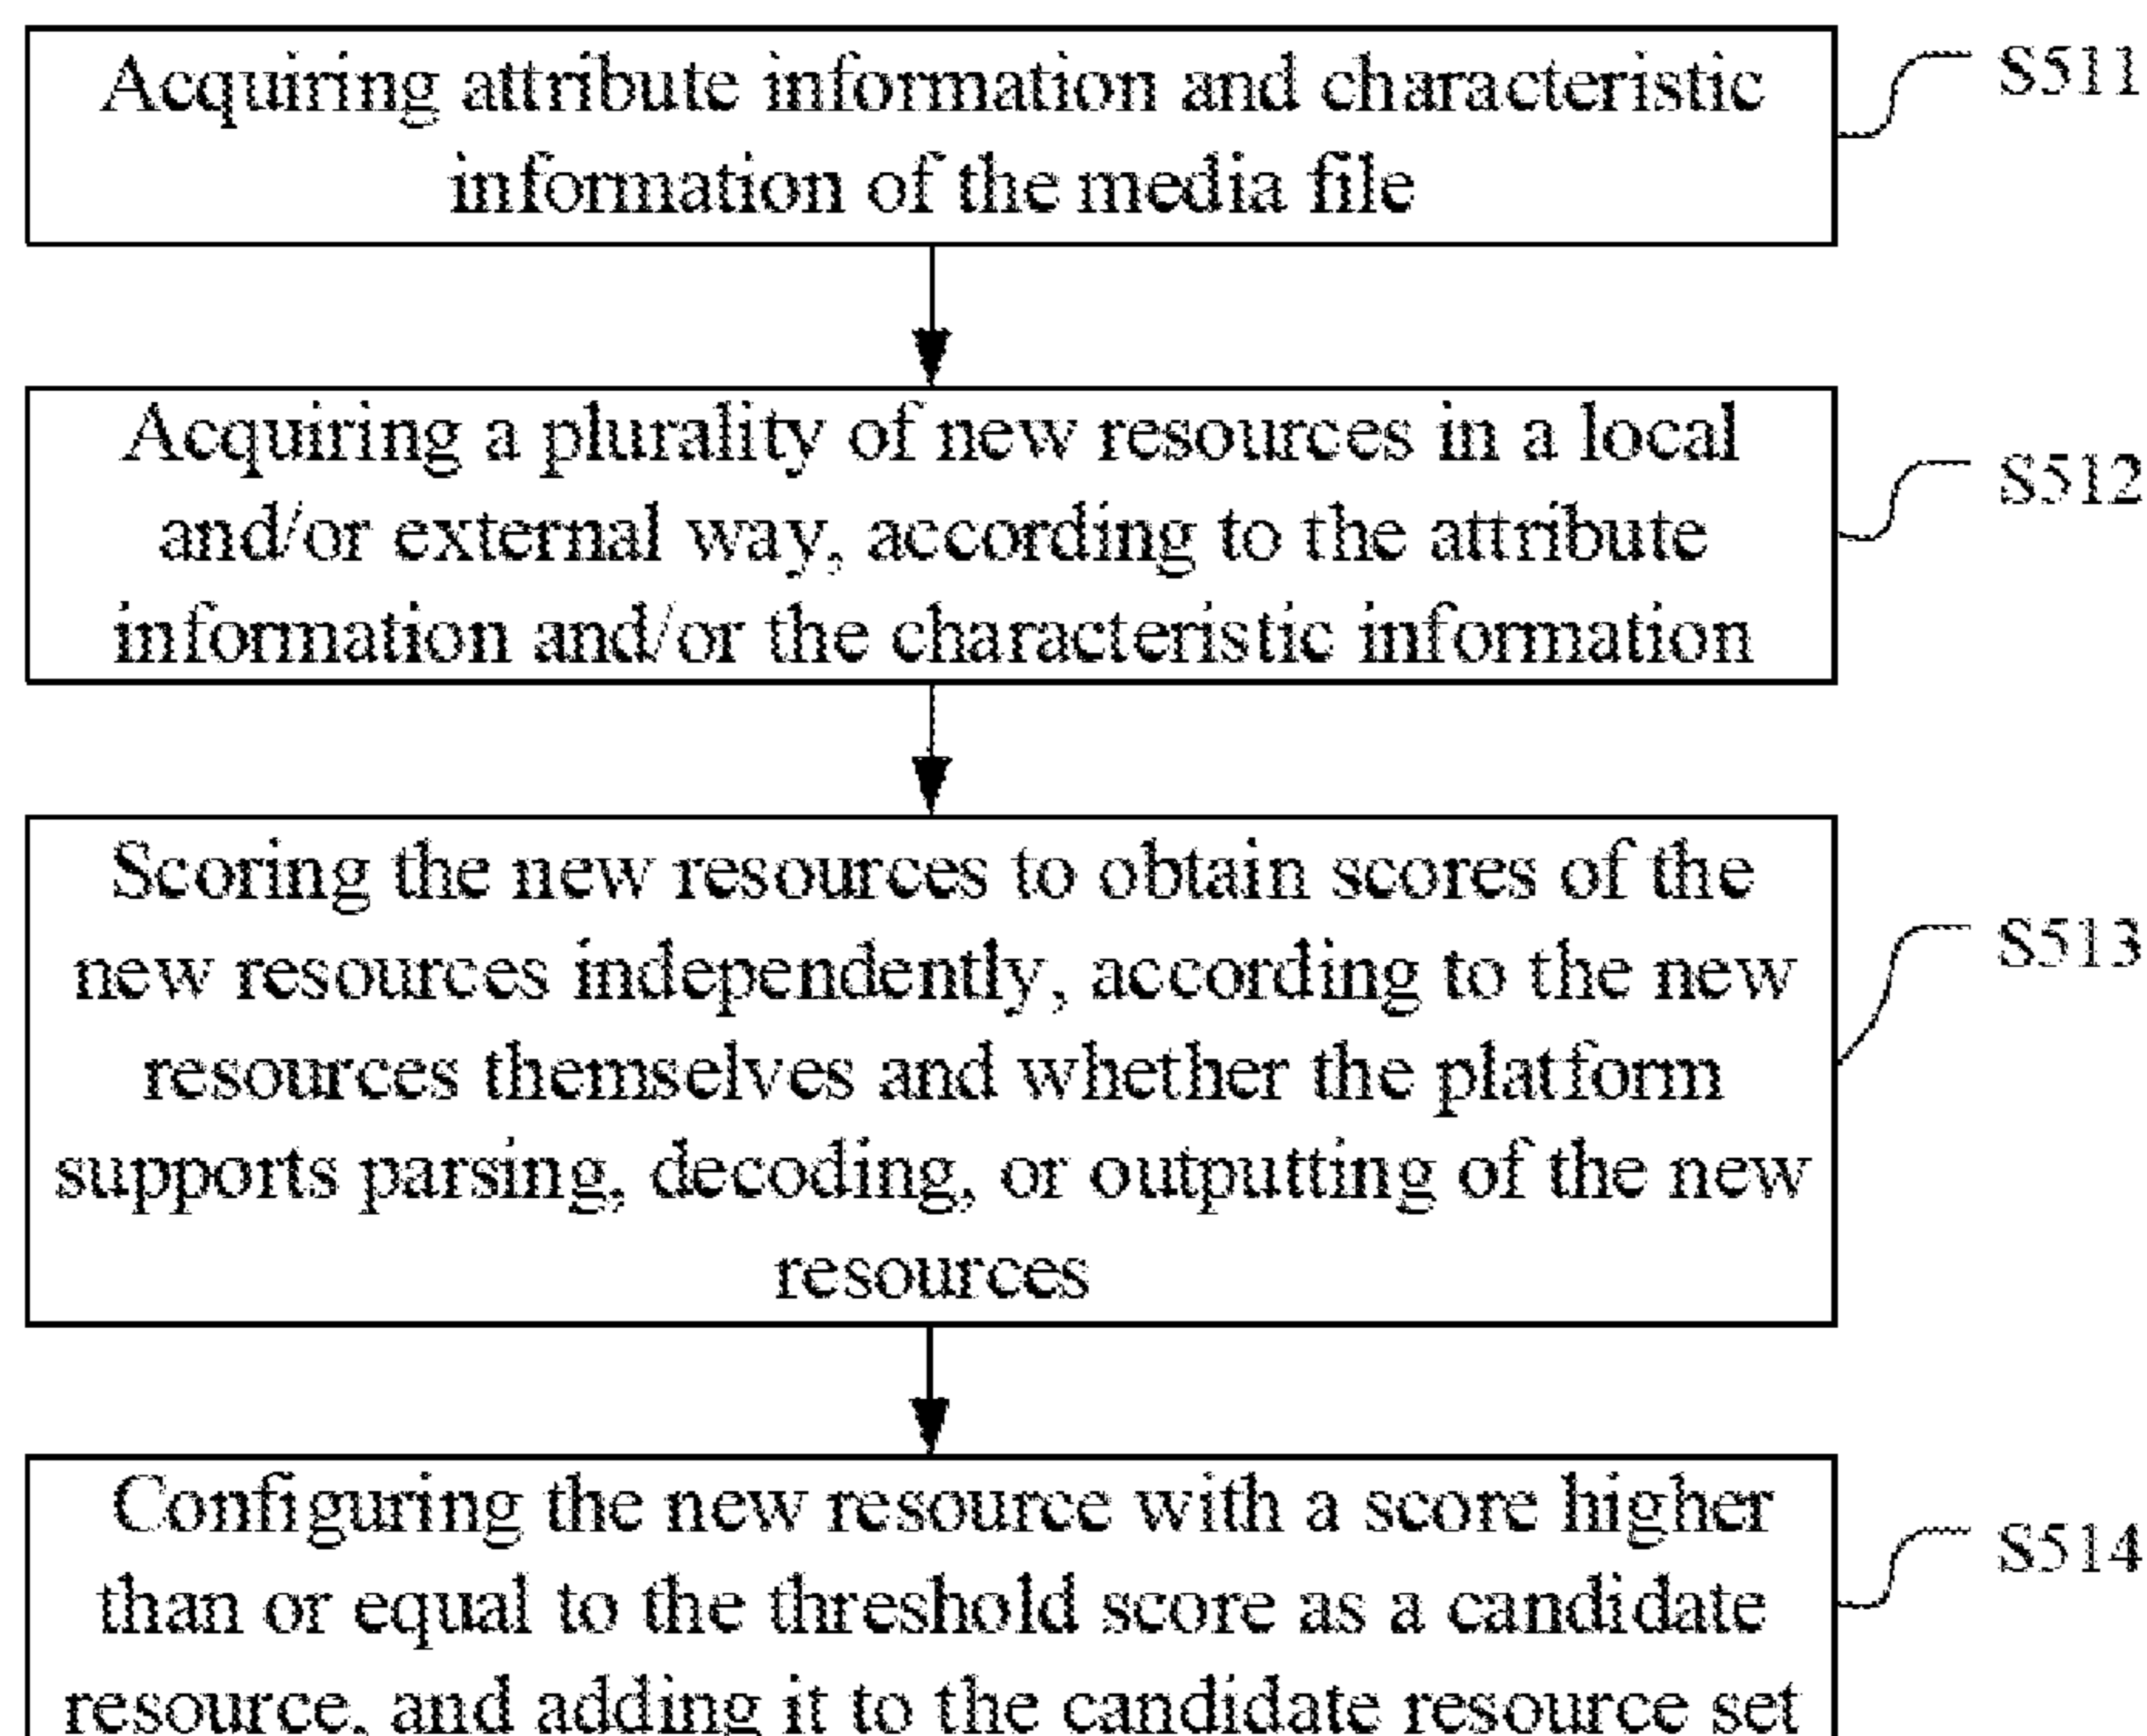 Acquiring attribute information and characteristic
information of the media file
S511
Acquiring a plurality of new resources in a local
and/or external way, according to the attribute
information and/or the characteristic information
S512
Scoring the new resources to obtain scores of the
new resources independently, according to the new
resources themselves and whether the platform
supports parsing, decoding, or outputting of the new
resources
S513
Configuring the new resource with a score higher
than or equal to the threshold score as a candidate
resource, and adding it to the candidate resource set
S514